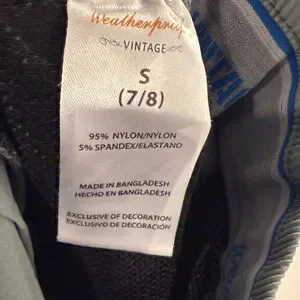 Weatherproof
VINTAGE
S
(7/8)
95% NYLON/NYLON
5% SPANDEX/ELASTANO
MADE IN BANGLADESH
HECHO EN BANGLADESH
EXCLUSIVE OF DECORATION
EXCLUSIVO DE DECORACIÓN